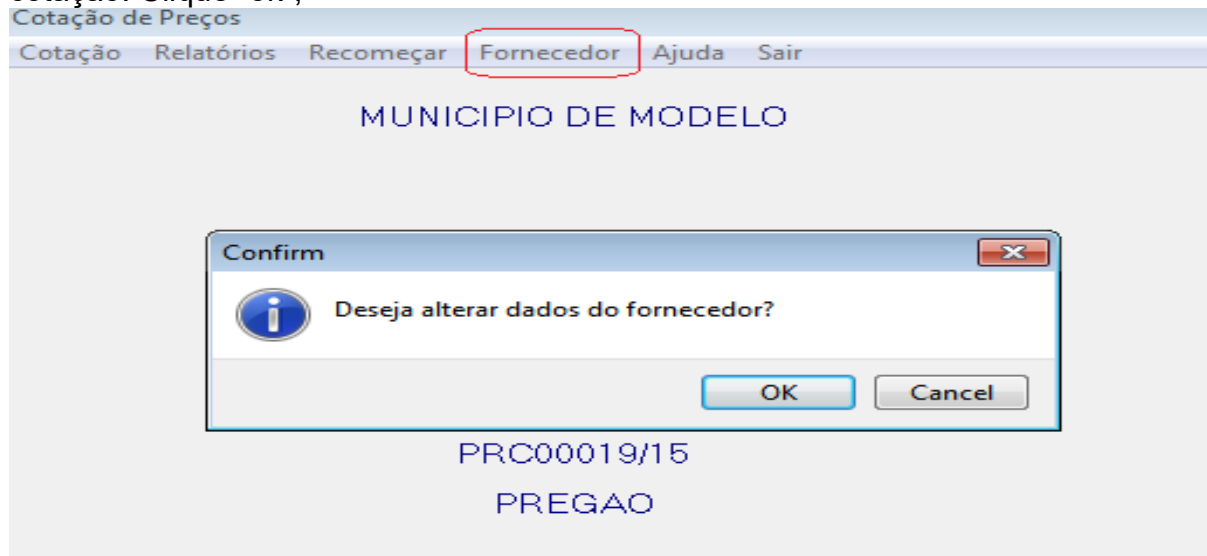 Cotação de Preços
Cotação Relatórios Recomeçar Fornecedor Ajuda Sair
MUNICIPIO DE MODELO
Confirm
Deseja alterar dados do fornecedor?
OK Cancel
PRC00019/15
PREGAO